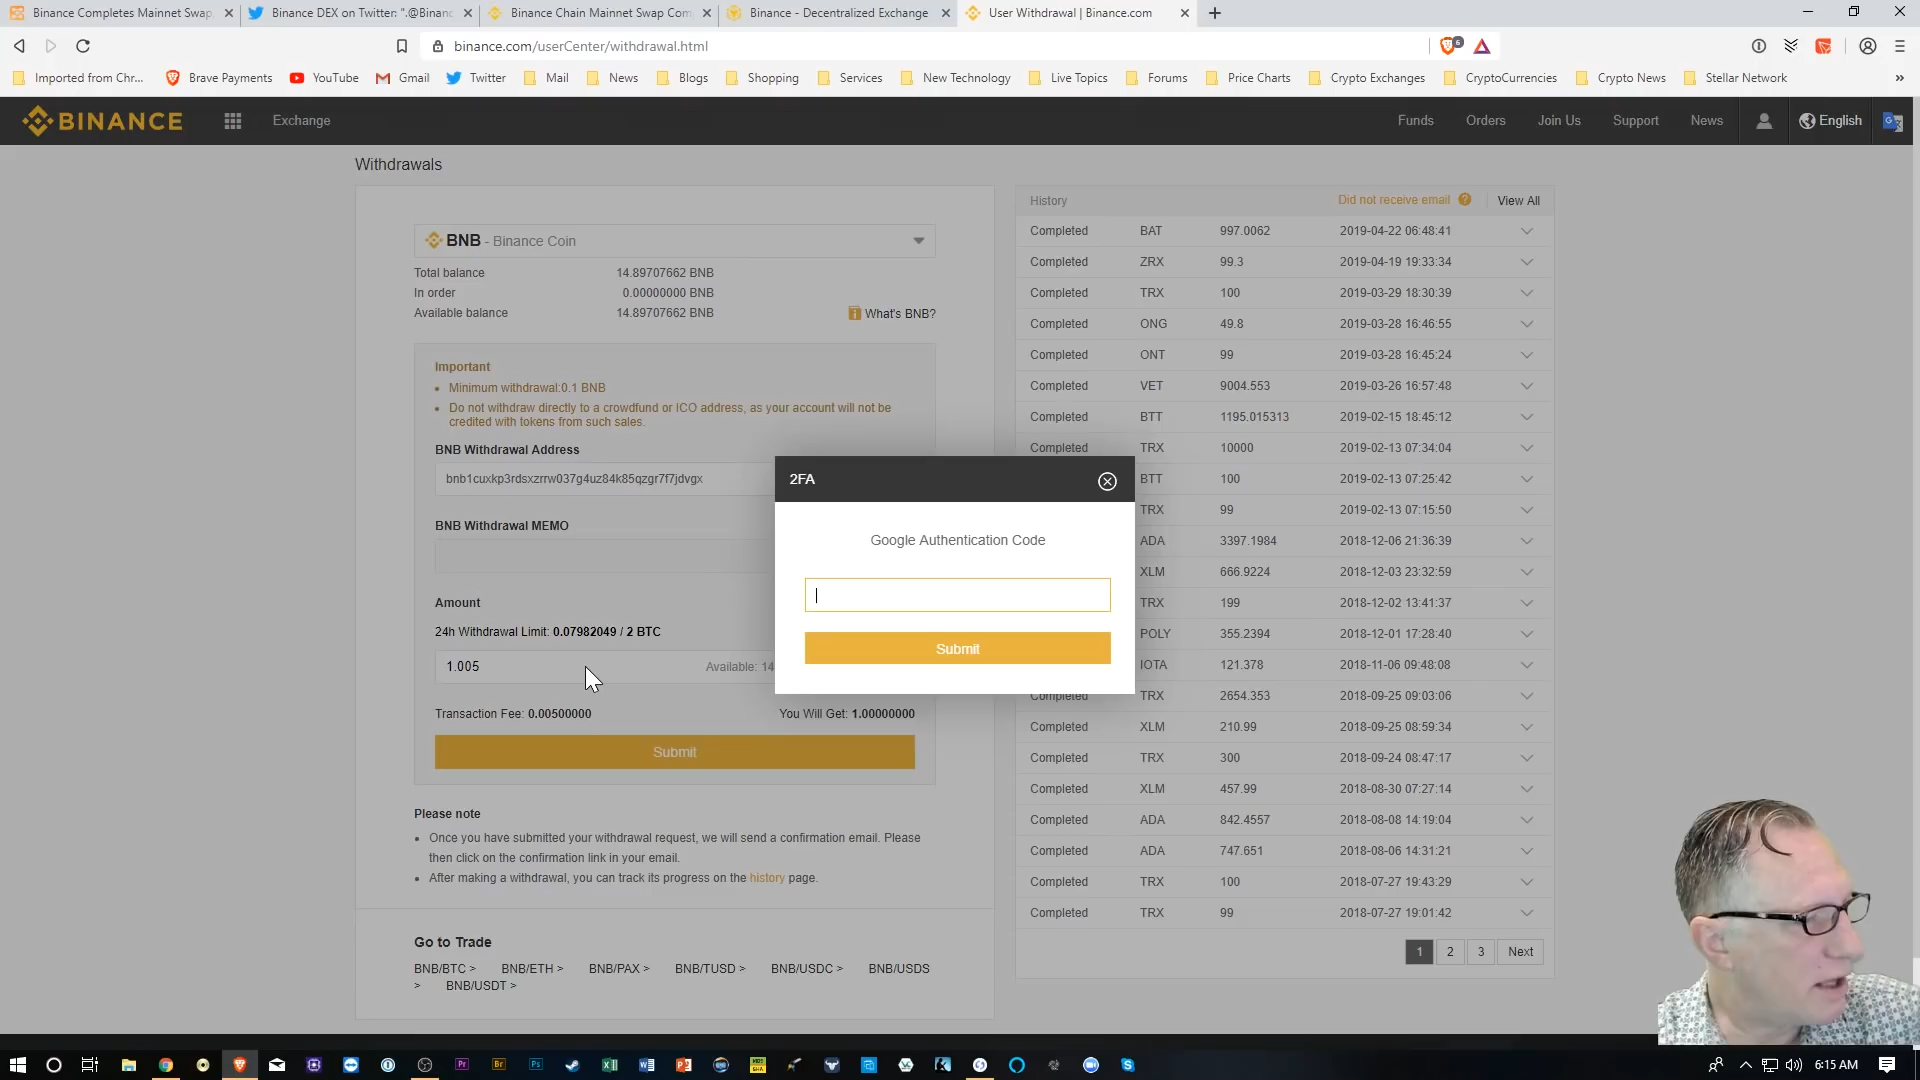 Binance Completes Mainnet Swap
Binance DEX on Twitter: ".@Binan
Binance Chain Mainnet Swap Com
Binance - Decentralized Exchange
User Withdrawal | Binance.com
binance.com/userCenter/withdrawal.html
6
Imported from Chr...
Brave Payments
YouTube
Gmail
Twitter
Mail
News
Blogs
Shopping
Services
New Technology
Live Topics
Forums
Price Charts
Crypto Exchanges
CryptoCurrencies
Crypto News
Stellar Network
»
BINANCE
Exchange
Funds
Orders
Join Us
Support
News
English
Withdrawals
BNB - Binance Coin
Total balance 14.89707662 BNB
In order 0.00000000 BNB
Available balance 14.89707662 BNB
What's BNB?
Important
• Minimum withdrawal:0.1 BNB
• Do not withdraw directly to a crowdfund or ICO address, as your account will not be
credited with tokens from such sales.
BNB Withdrawal Address
bnb1cuxkp3rdsxzrrw037g4uz84k85qzgr7f7jdvgx
BNB Withdrawal MEMO
Amount
24h Withdrawal Limit: 0.07982049 / 2 BTC
1.005
Available: 14
Transaction Fee: 0.00500000
You Will Get: 1.00000000
Submit
Please note
• Once you have submitted your withdrawal request, we will send a confirmation email. Please
then click on the confirmation link in your email.
• After making a withdrawal, you can track its progress on the history page.
Go to Trade
BNB/BTC > BNB/ETH > BNB/PAX > BNB/TUSD > BNB/USDC > BNB/USDS
> BNB/USDT >
2FA
Google Authentication Code
Submit
History
Did not receive email ?
View All
Completed BAT 997.0062 2019-04-22 06:48:41
Completed ZRX 99.3 2019-04-19 19:33:34
Completed TRX 100 2019-03-29 18:30:39
Completed ONG 49.8 2019-03-28 16:46:55
Completed ONT 99 2019-03-28 16:45:24
Completed VET 9004.553 2019-03-26 16:57:48
Completed BTT 1195.015313 2019-02-15 18:45:12
Completed TRX 10000 2019-02-13 07:34:04
BTT 100 2019-02-13 07:25:42
TRX 99 2019-02-13 07:15:50
ADA 3397.1984 2018-12-06 21:36:39
XLM 666.9224 2018-12-03 23:32:59
TRX 199 2018-12-02 13:41:37
POLY 355.2394 2018-12-01 17:28:40
IOTA 121.378 2018-11-06 09:48:08
Completed TRX 2654.353 2018-09-25 09:03:06
Completed XLM 210.99 2018-09-25 08:59:34
Completed TRX 300 2018-09-24 08:47:17
Completed XLM 457.99 2018-08-30 07:27:14
Completed ADA 842.4557 2018-08-08 14:19:04
Completed ADA 747.651 2018-08-06 14:31:21
Completed TRX 100 2018-07-27 19:43:29
Completed TRX 99 2018-07-27 19:01:42
1 2 3 Next
Pr
Br
Ps
6:15 AM